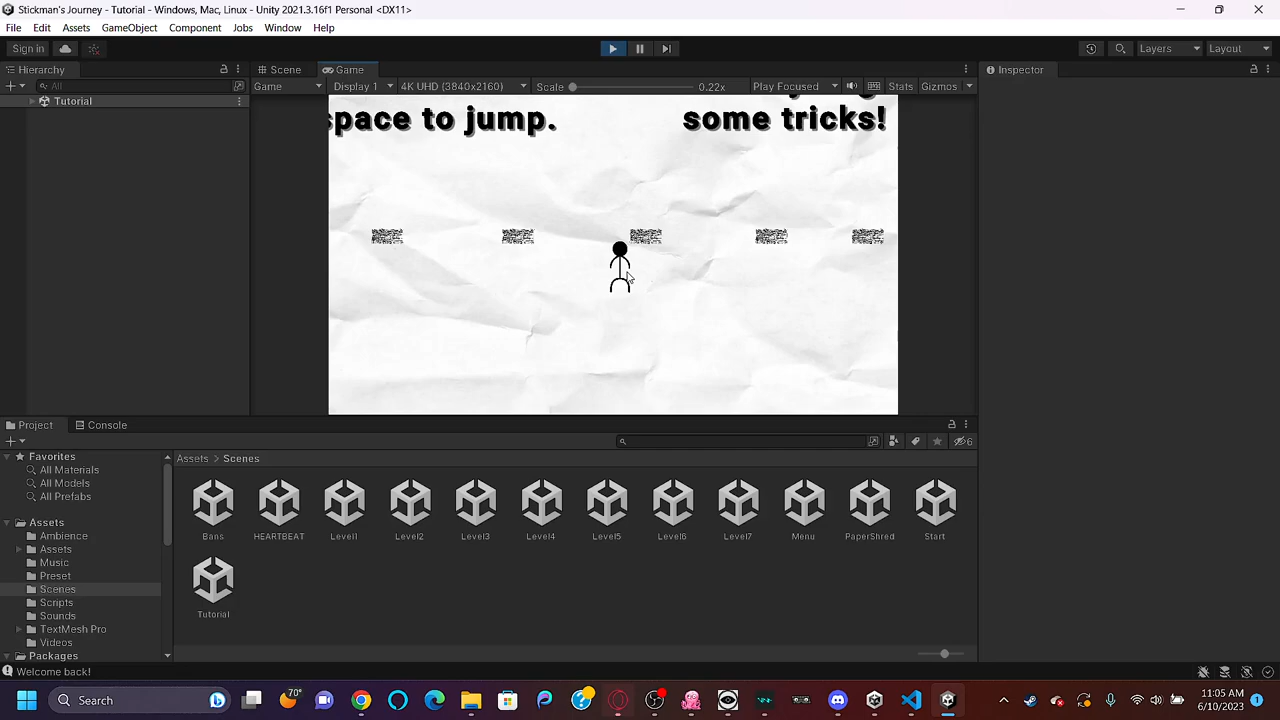 Stickman's Journey - Tutorial - Windows, Mac, Linux - Unity 2021.3.16f1 Personal <DX11>
File Edit Assets GameObject Component Jobs Window Help
Sign in Layers Layout
Hierarchy Scene Game Inspector
All Game Display 1 4K UHD (3840x2160) Scale 0.22x Play Focused Stats Gizmos
Tutorial
space to jump. some tricks!
Project Console
6
Favorites Assets > Scenes
All Materials
All Models
All Prefabs
Assets
Ambience Bans HEARTBEAT Level1 Level2 Level3 Level4 Level5 Level6 Level7 Menu PaperShred Start
Assets
Music
Preset
Scenes
Scripts
Sounds Tutorial
TextMesh Pro
Videos
Packages
Welcome back!
Search 70° 11:05 AM
6/10/2023